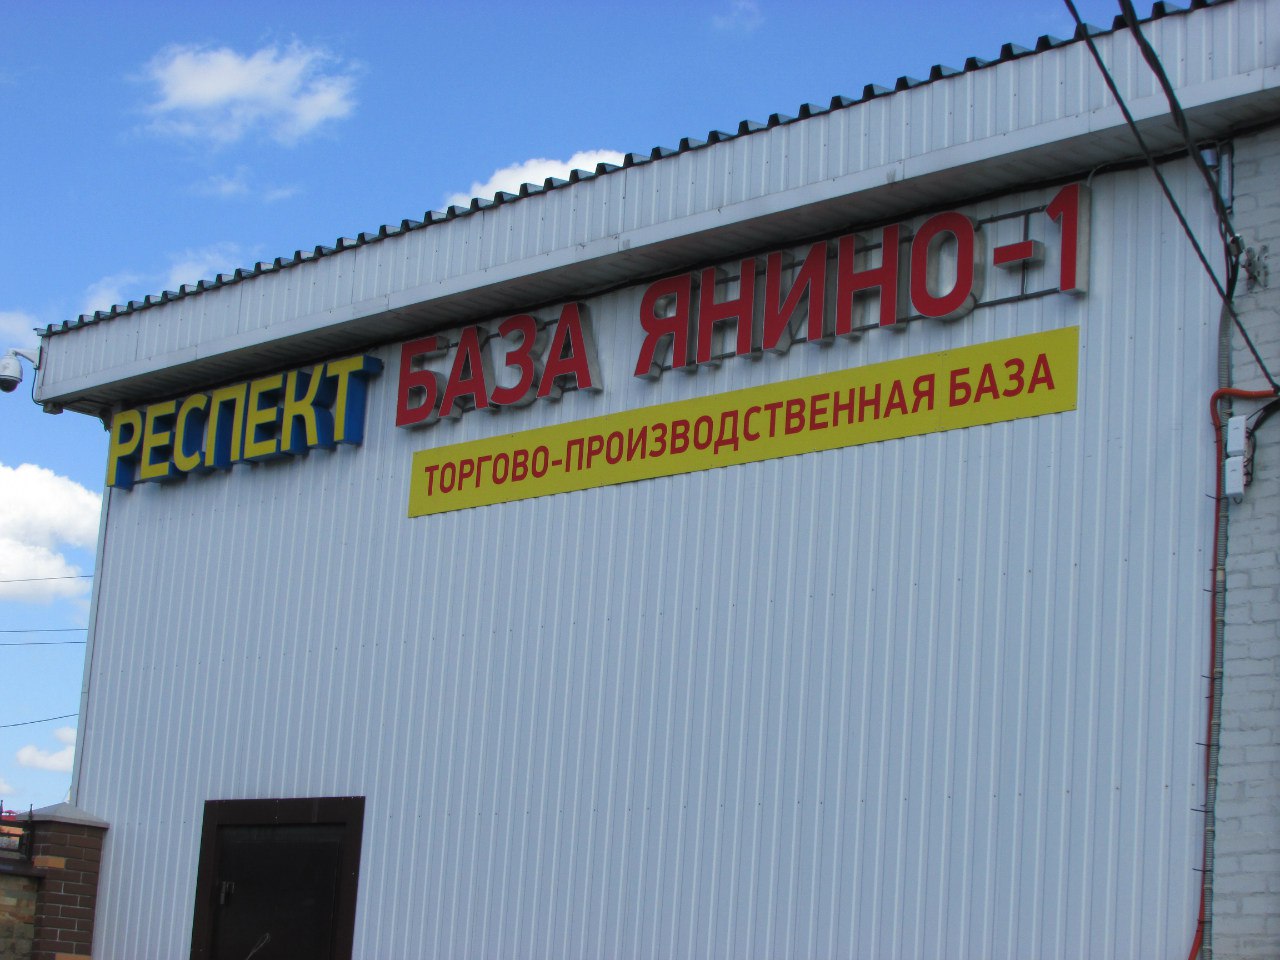 РЕСПЕКТ
БАЗА ЯНИНО-1
ТОРГОВО-ПРОИЗВОДСТВЕННАЯ БАЗА